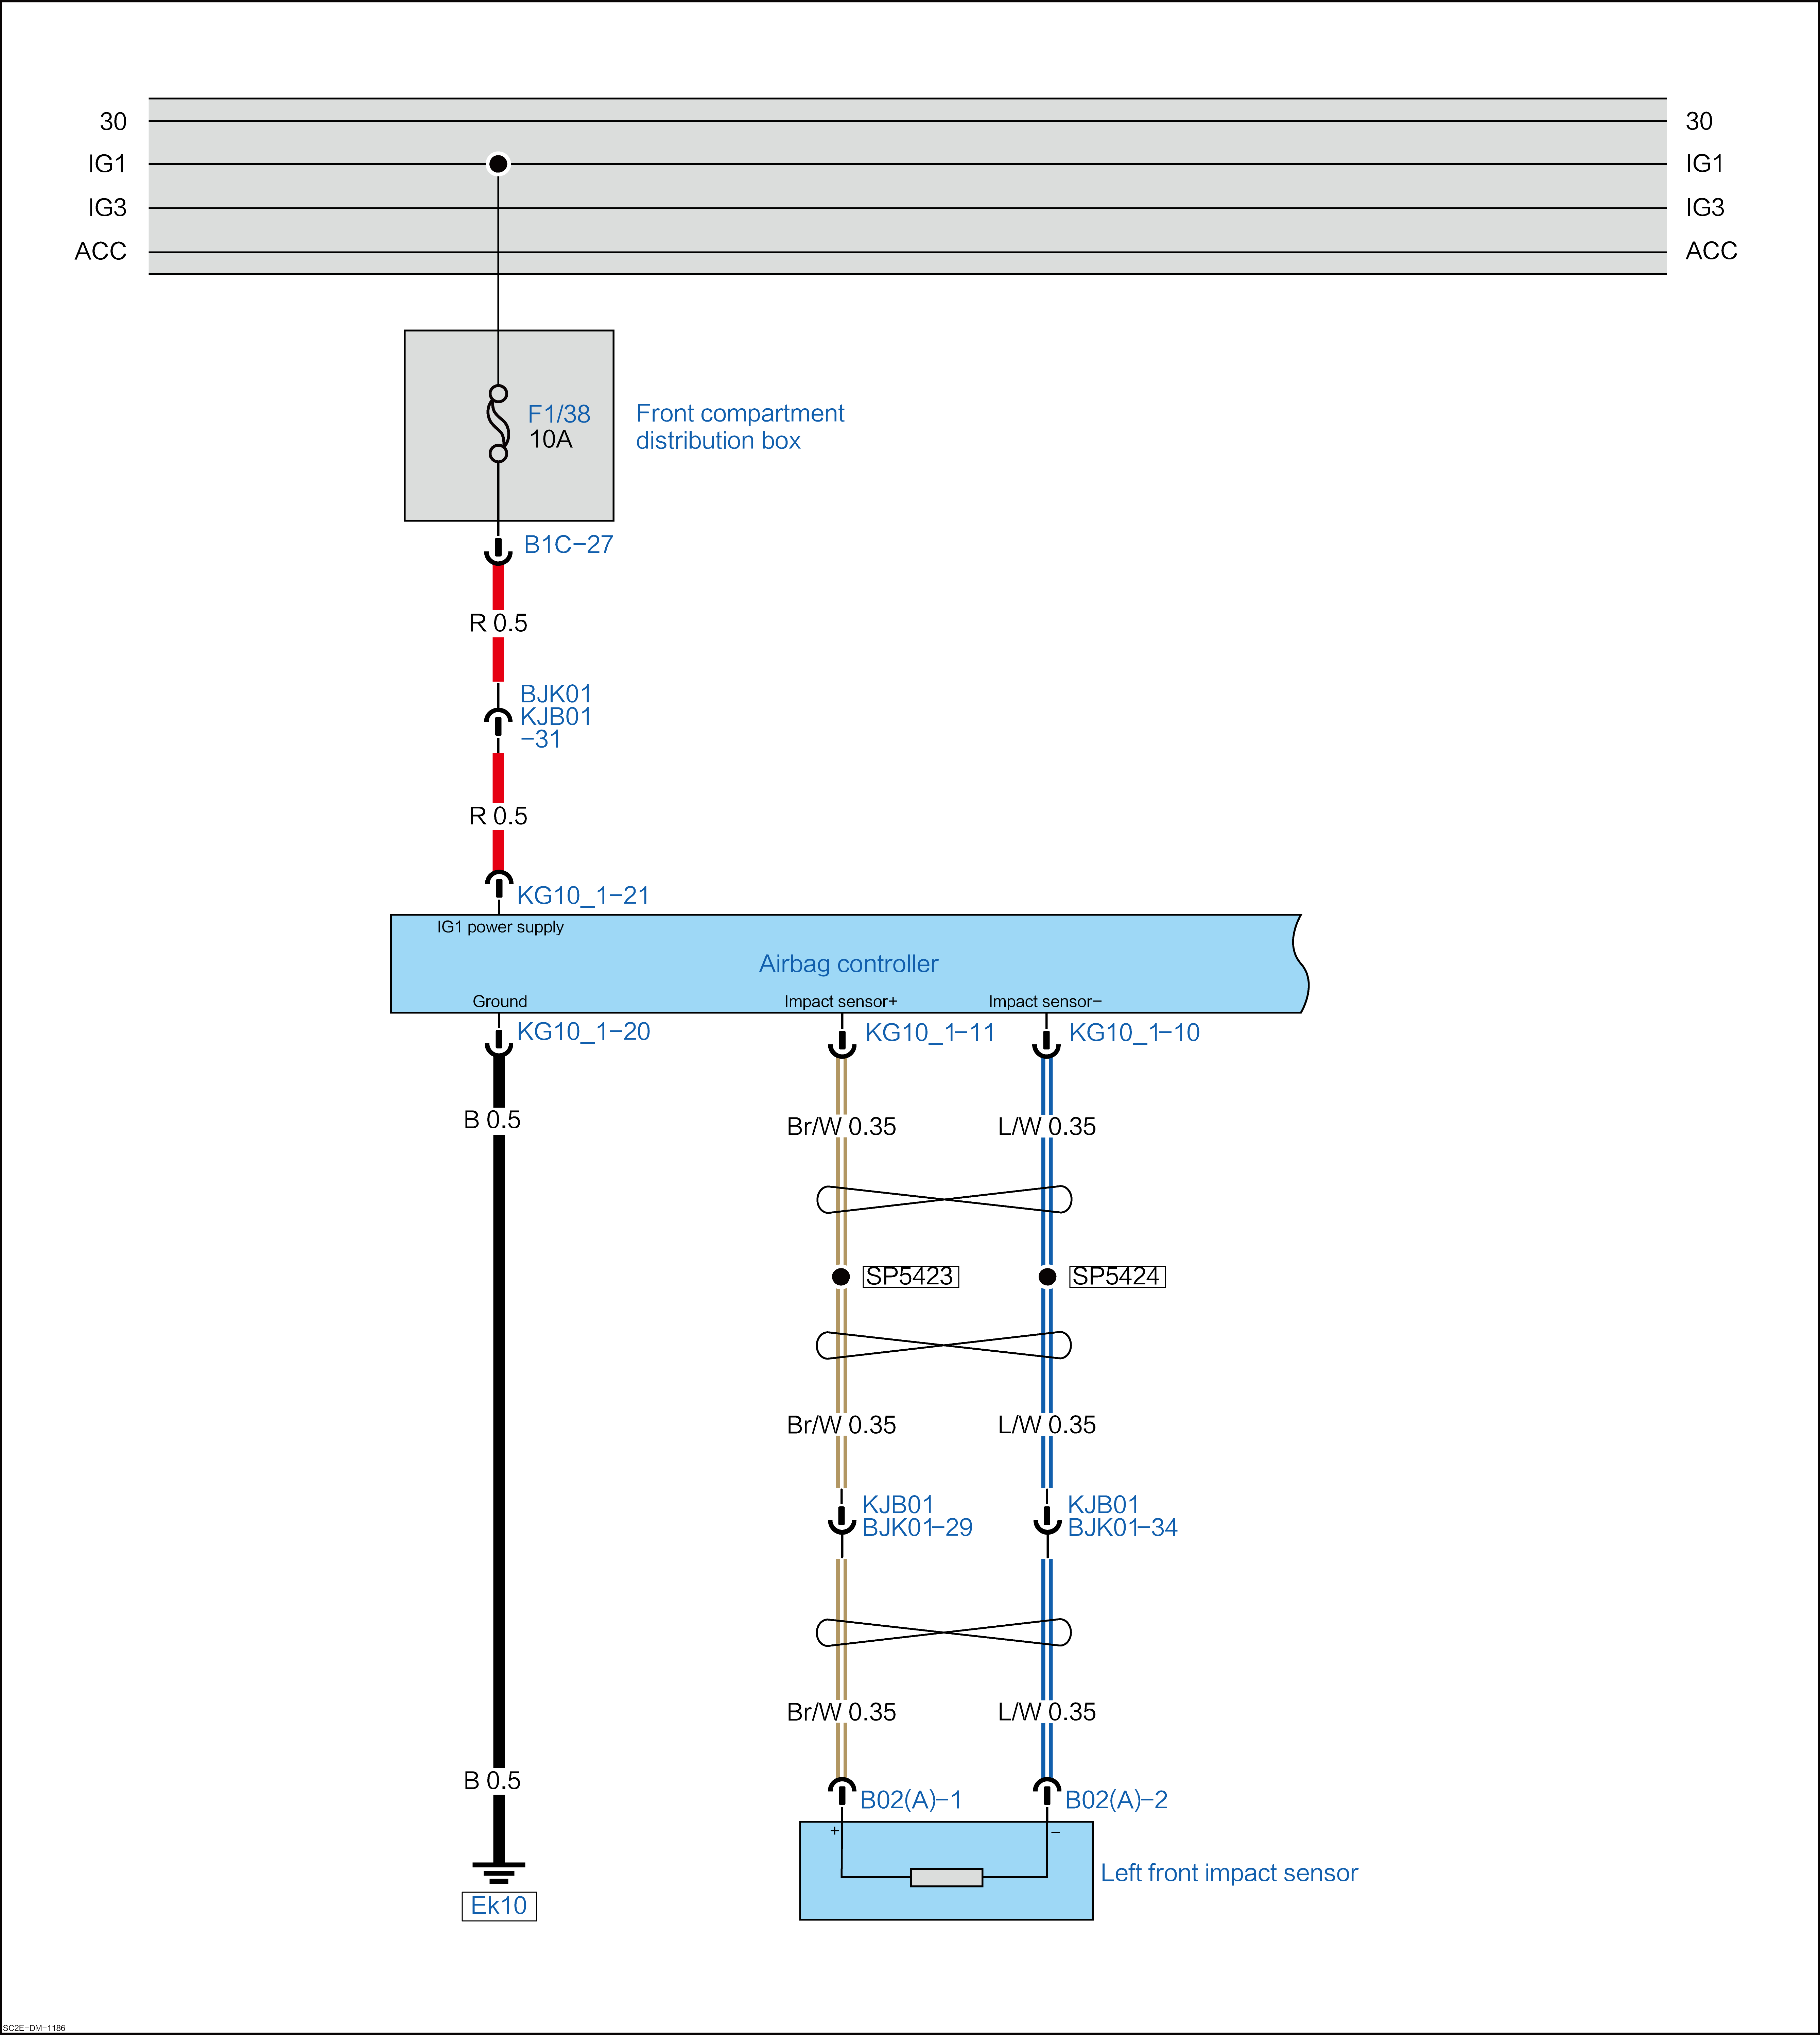 30
30
IG1
IG1
IG3
IG3
ACC
ACC
F1/38
10A
Front compartment
distribution box
B1C-27
R 0.5
BJK01
KJB01
-31
R 0.5
KG10_1-21
IG1 power supply
Airbag controller
Ground
Impact sensor+
Impact sensor-
KG10_1-20
KG10_1-11
KG10_1-10
B 0.5
Br/W 0.35
L/W 0.35
SP5423
SP5424
Br/W 0.35
L/W 0.35
KJB01
BJK01-29
KJB01
BJK01-34
Br/W 0.35
L/W 0.35
B 0.5
B02(A)-1
B02(A)-2
+
-
Left front impact sensor
Ek10
SC2E-DM-1186